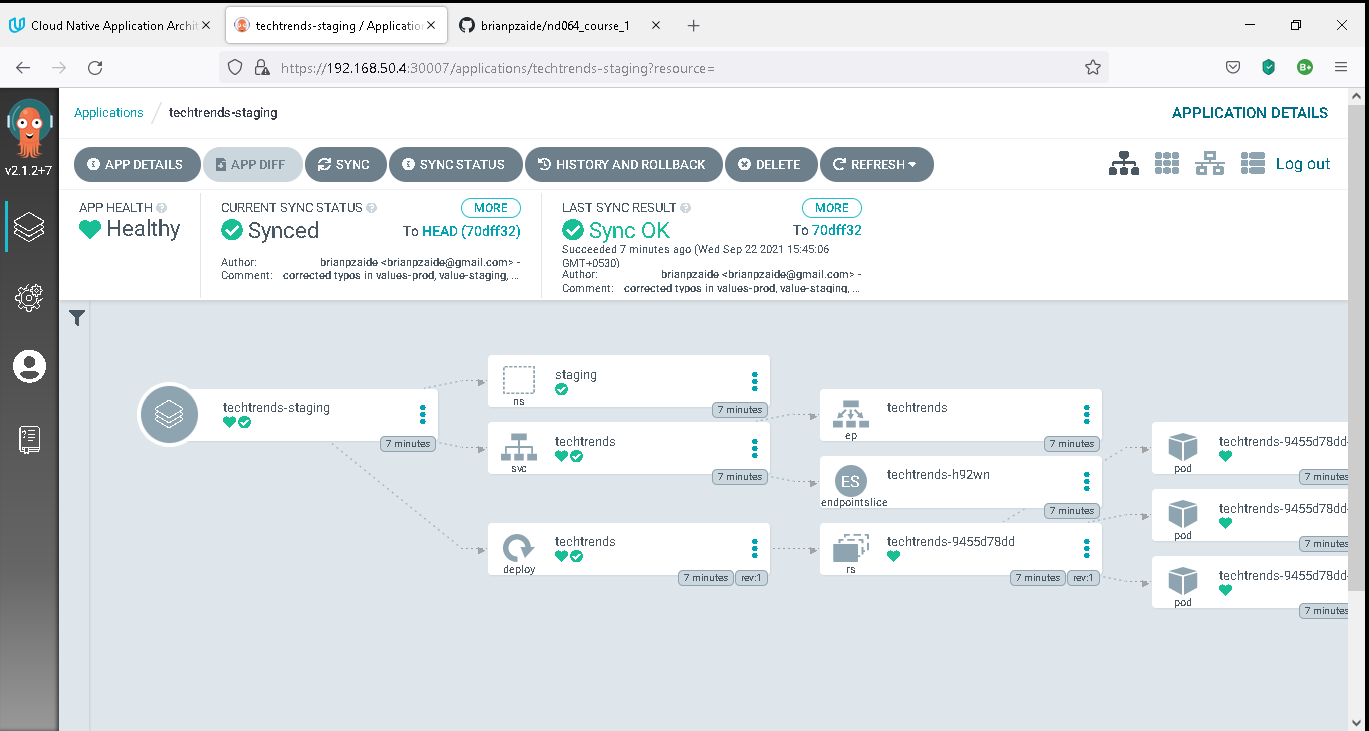 Cloud Native Application Archit
techtrends-staging / Application
brianpzaide/nd064_course_1
https://192.168.50.4:30007/applications/techtrends-staging?resource=
B+
v2.1.2+7
Applications / techtrends-staging
APPLICATION DETAILS
APP DETAILS
APP DIFF
SYNC
SYNC STATUS
HISTORY AND ROLLBACK
DELETE
REFRESH
Log out
APP HEALTH
Healthy
CURRENT SYNC STATUS
MORE
Synced
To HEAD (70dff32)
Author: brianpzaide <brianpzaide@gmail.com> -
Comment: corrected typos in values-prod, value-staging, ...
LAST SYNC RESULT
MORE
Sync OK
To 70dff32
Succeeded 7 minutes ago (Wed Sep 22 2021 15:45:06
GMT+0530)
Author: brianpzaide <brianpzaide@gmail.com> -
Comment: corrected typos in values-prod, value-staging, ...
techtrends-staging
7 minutes
ns
staging
7 minutes
svc
techtrends
7 minutes
deploy
techtrends
7 minutes
rev:1
ep
techtrends
7 minutes
ES
endpointslice
techtrends-h92wn
7 minutes
rs
techtrends-9455d78dd
7 minutes
rev:1
pod
techtrends-9455d78dd-
7 minutes
pod
techtrends-9455d78dd-
7 minutes
pod
techtrends-9455d78dd-
7 minutes